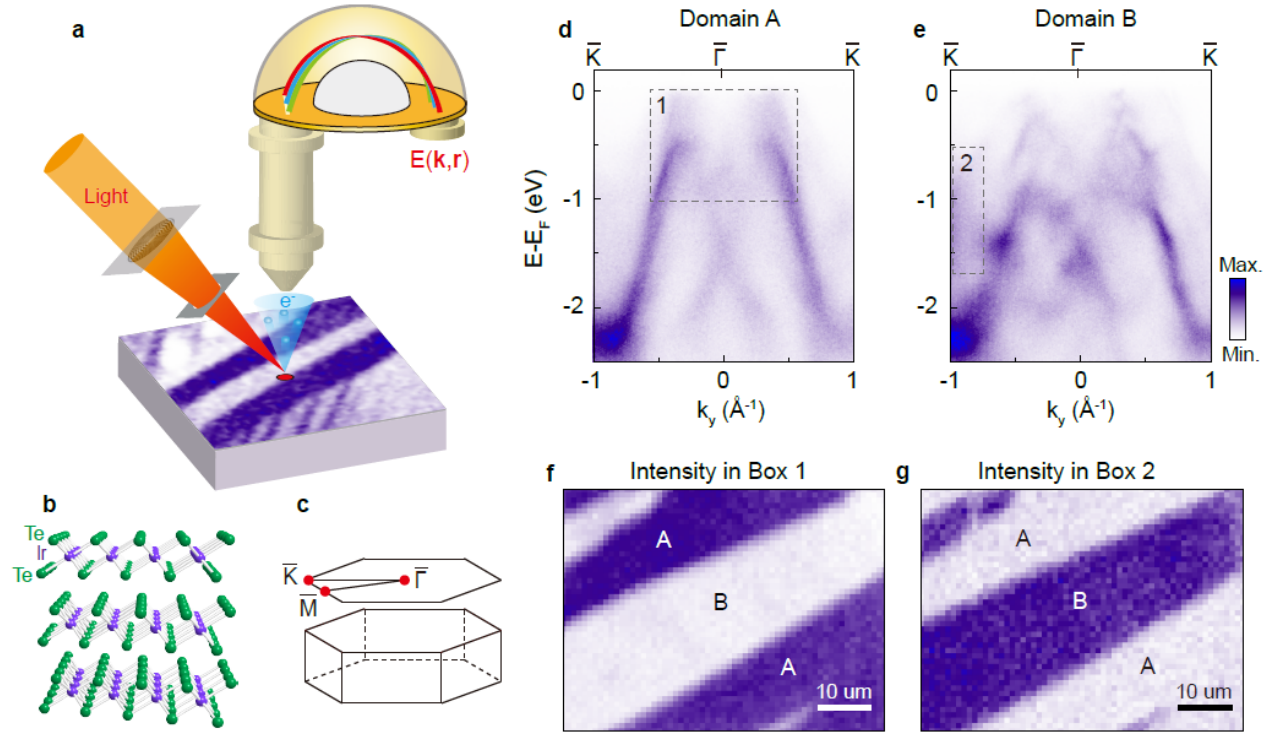 a
Light
E(k,r)
e-
b
Te
Ir
Te
c
K̅
M̅
Γ̅
d
Domain A
K̅ Γ̅ K̅
1
0
-1
-2
E-E_F (eV)
-1 0 1
k_y (Å⁻¹)
e
Domain B
K̅ Γ̅ K̅
2
0
-1
-2
-1 0 1
k_y (Å⁻¹)
Max.
Min.
f
Intensity in Box 1
A
B
A
10 um
g
Intensity in Box 2
A
B
A
10 um